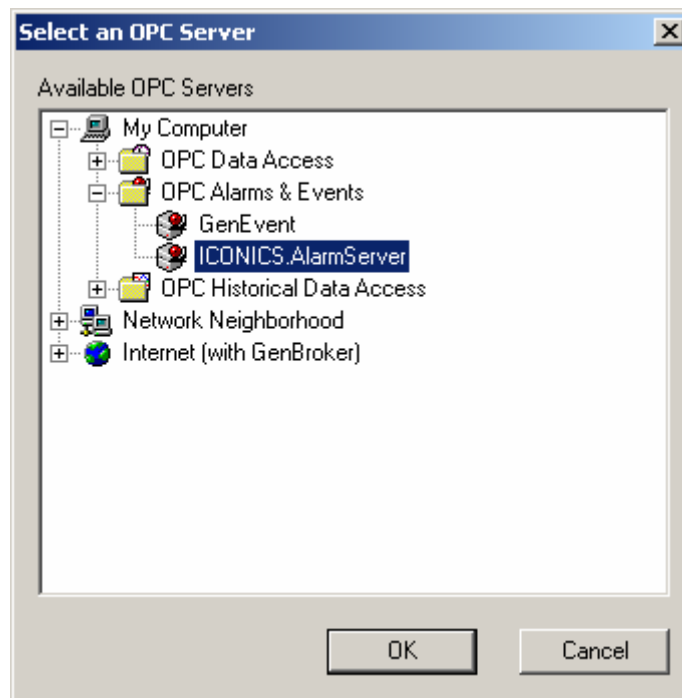 Select an OPC Server
Available OPC Servers
My Computer
OPC Data Access
OPC Alarms & Events
GenEvent
ICONICS.AlarmServer
OPC Historical Data Access
Network Neighborhood
Internet (with GenBroker)
OK Cancel